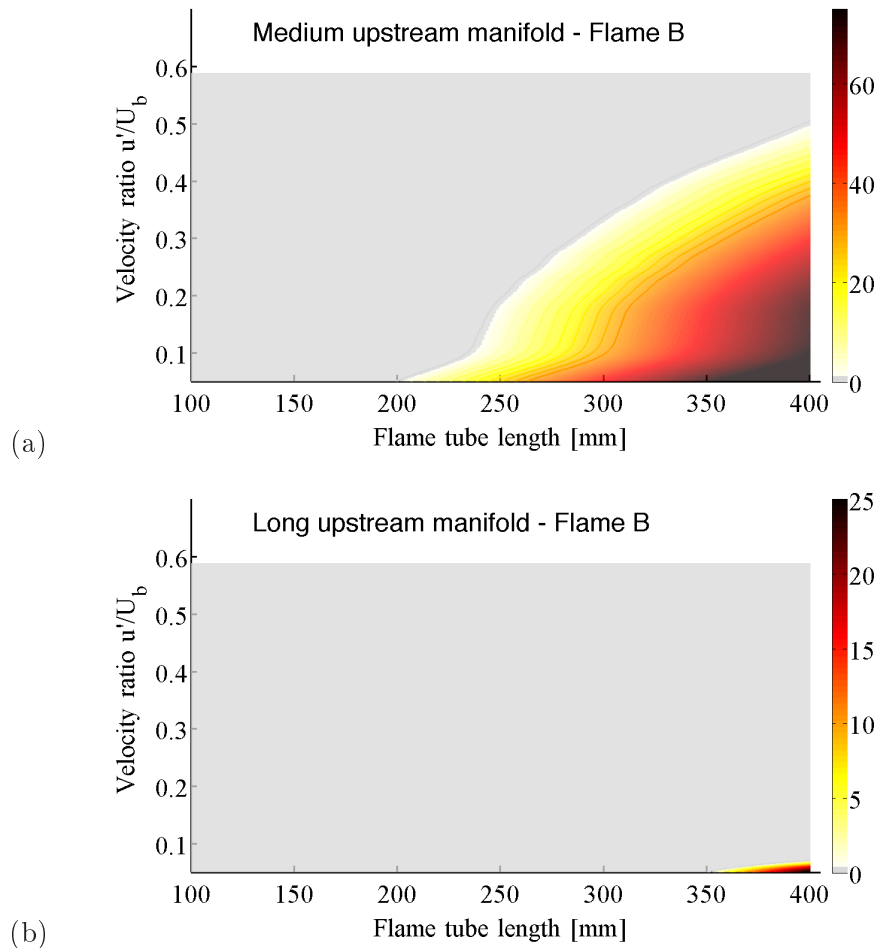 Medium upstream manifold - Flame B
Velocity ratio u'/U_b
0.6
0.5
0.4
0.3
0.2
0.1
100 150 200 250 300 350 400
Flame tube length [mm]
60
40
20
0
(a)
Long upstream manifold - Flame B
Velocity ratio u'/U_b
0.6
0.5
0.4
0.3
0.2
0.1
100 150 200 250 300 350 400
Flame tube length [mm]
25
20
15
10
5
0
(b)